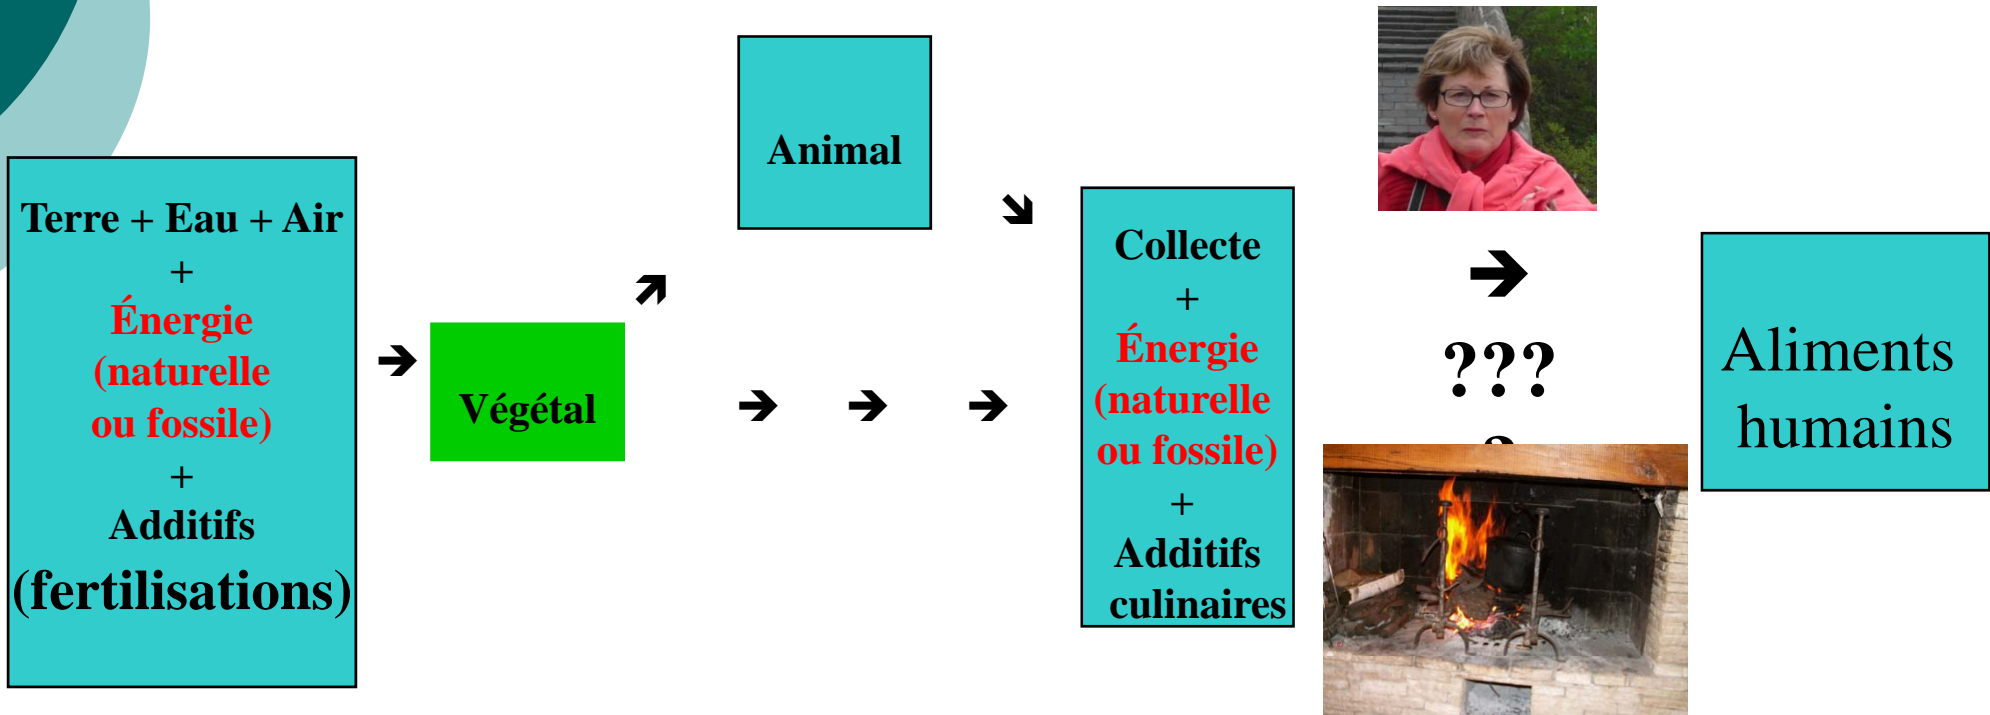 Terre + Eau + Air
+
Énergie
(naturelle
ou fossile)
+
Additifs
(fertilisations)
Végétal
Animal
Collecte
+
Énergie
(naturelle
ou fossile)
+
Additifs
culinaires
???
Aliments
humains